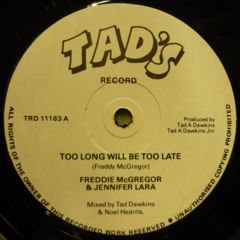 TAD's
RECORD
TRD 11183 A
Produced by
Tad A Dawkins
Tad A Dawkins Jnr
TOO LONG WILL BE TOO LATE
(Freddy McGregor)
FREDDIE McGREGOR
& JENNIFER LARA
Mixed by Tad Dawkins
& Noel Hearns.
ALL RIGHTS OF THE OWNER OF THIS RECORDED WORK RESERVED • UNAUTHORISED COPYING PROHIBITED